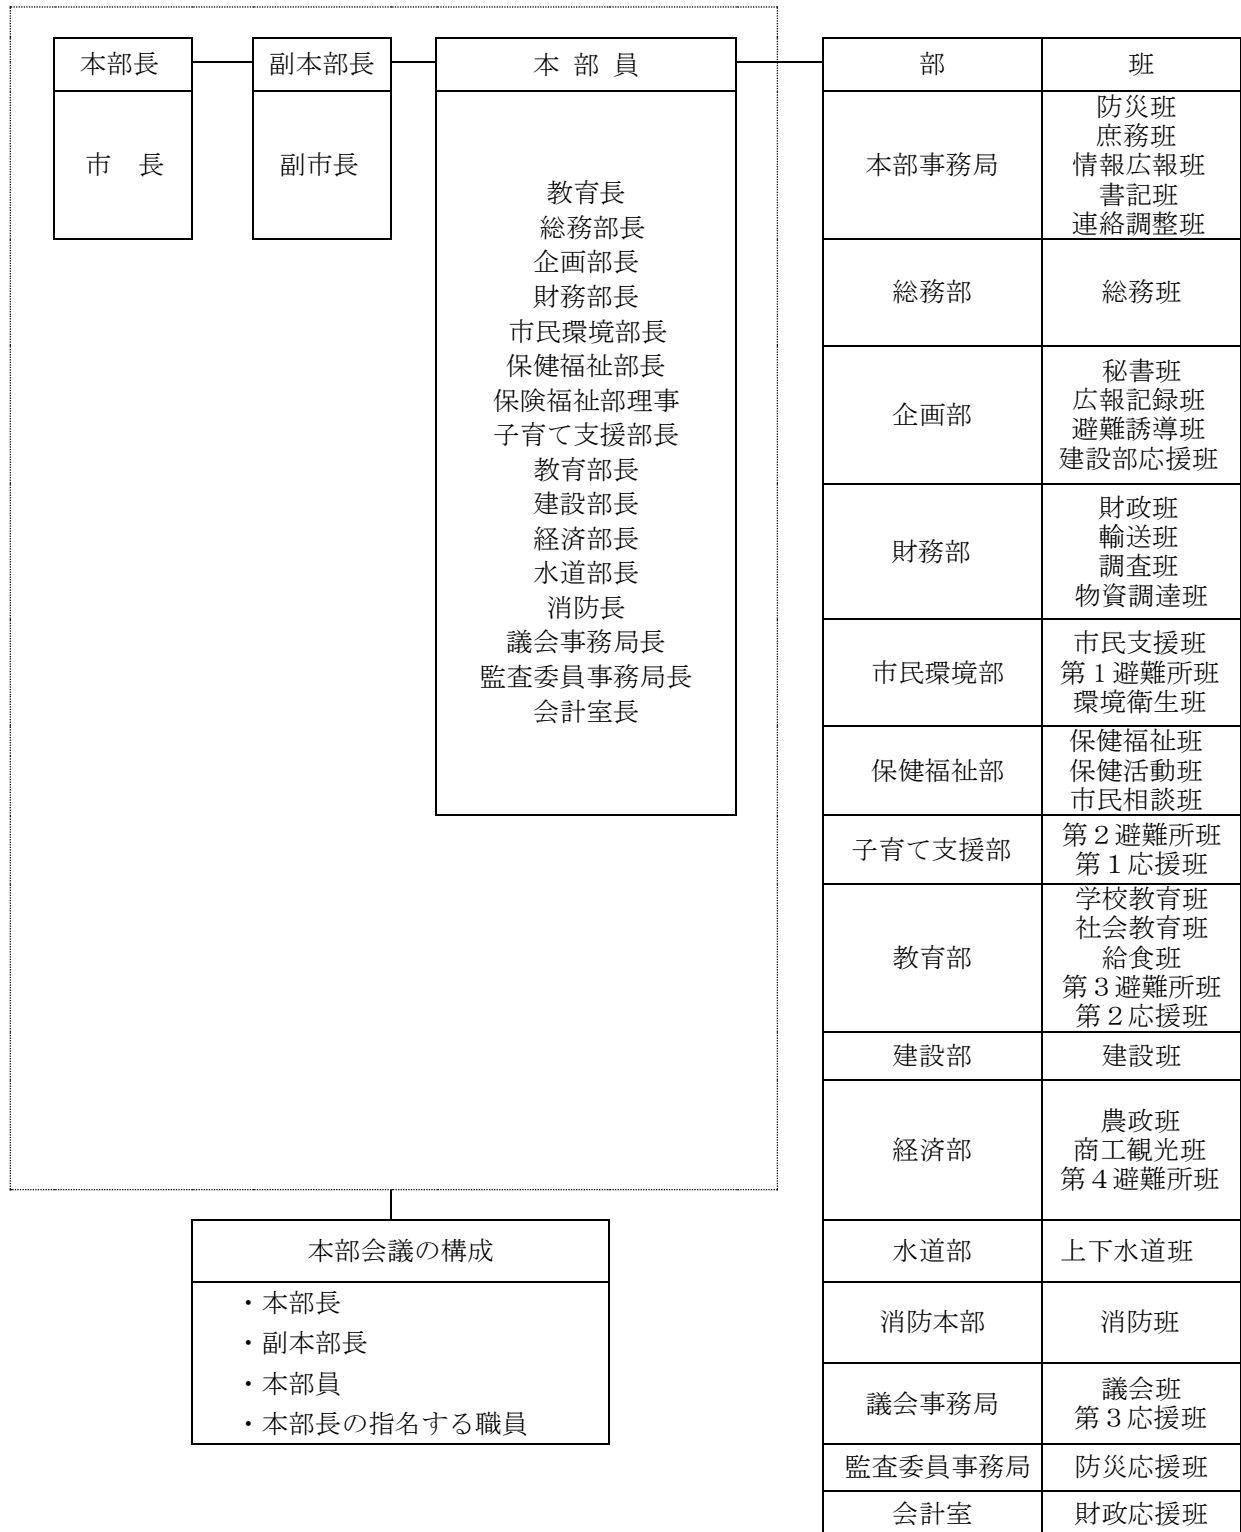 本部長
副本部長
本 部 員
市　長
副市長
教育長
総務部長
企画部長
財務部長
市民環境部長
保健福祉部長
保険福祉部理事
子育て支援部長
教育部長
建設部長
経済部長
水道部長
消防長
議会事務局長
監査委員事務局長
会計室長
本部会議の構成
・本部長
・副本部長
・本部員
・本部長の指名する職員
部
班
本部事務局
防災班
庶務班
情報広報班
書記班
連絡調整班
総務部
総務班
企画部
秘書班
広報記録班
避難誘導班
建設部応援班
財務部
財政班
輸送班
調査班
物資調達班
市民環境部
市民支援班
第１避難所班
環境衛生班
保健福祉部
保健福祉班
保健活動班
市民相談班
子育て支援部
第２避難所班
第１応援班
教育部
学校教育班
社会教育班
給食班
第３避難所班
第２応援班
建設部
建設班
経済部
農政班
商工観光班
第４避難所班
水道部
上下水道班
消防本部
消防班
議会事務局
議会班
第３応援班
監査委員事務局
防災応援班
会計室
財政応援班